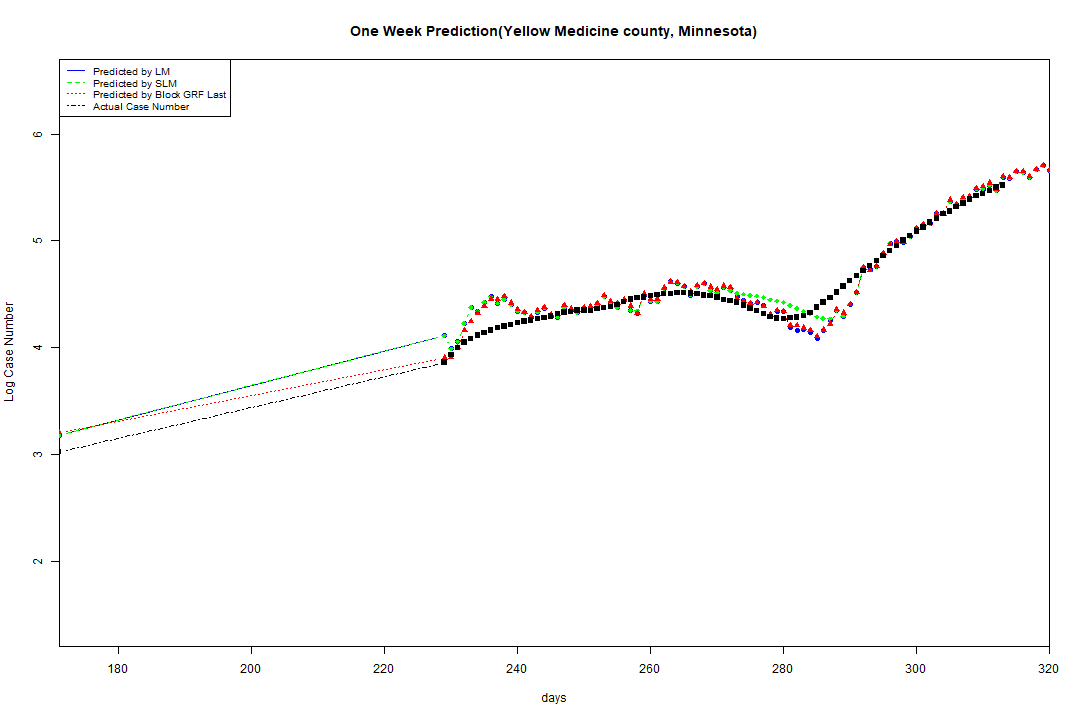 One Week Prediction(Yellow Medicine county, Minnesota)
Predicted by LM
Predicted by SLM
Predicted by Block GRF Last
Actual Case Number
Log Case Number
6
5
4
3
2
180 200 220 240 260 280 300 320
days